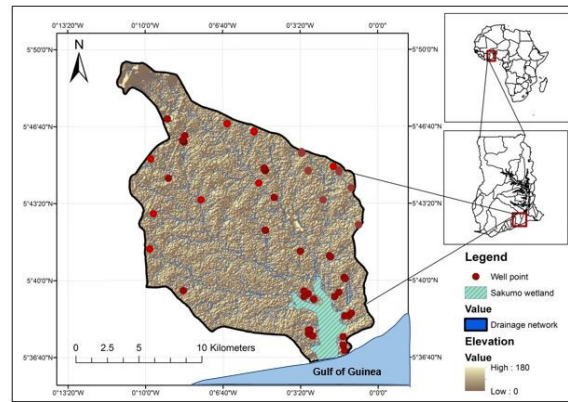 0°13'20"W 0°10'0"W 0°6'40"W 0°3'20"W 0°0'0"
5°50'0"N 5°50'0"N
N
5°46'40"N 5°46'40"N
5°43'20"N 5°43'20"N
5°40'0"N 5°40'0"N
5°36'40"N 5°36'40"N
0 2.5 5 10 Kilometers
Gulf of Guinea
0°13'20"W 0°10'0"W 0°6'40"W 0°3'20"W 0°0'0"
Legend
Well point
Sakumo wetland
Value
Drainage network
Elevation
Value
High : 180
Low : 0